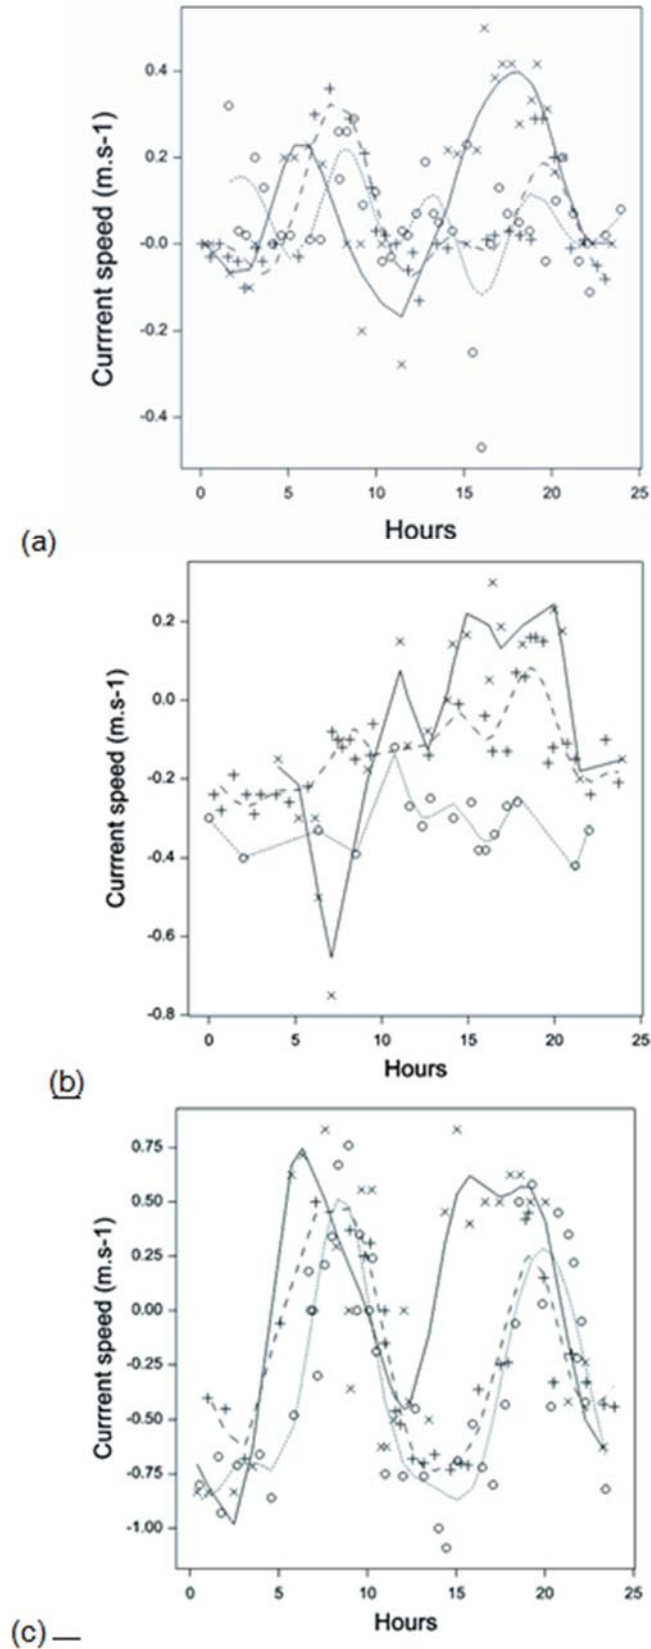 Currrent speed (m.s-1)
0.4
0.2
-0.0
-0.2
-0.4
0 5 10 15 20 25
Hours
(a)
Currrent speed (m.s-1)
0.2
0.0
-0.2
-0.4
-0.6
-0.8
0 5 10 15 20 25
Hours
(b)
Currrent speed (m.s-1)
0.75
0.50
0.25
0.00
-0.25
-0.50
-0.75
-1.00
0 5 10 15 20 25
Hours
(c)